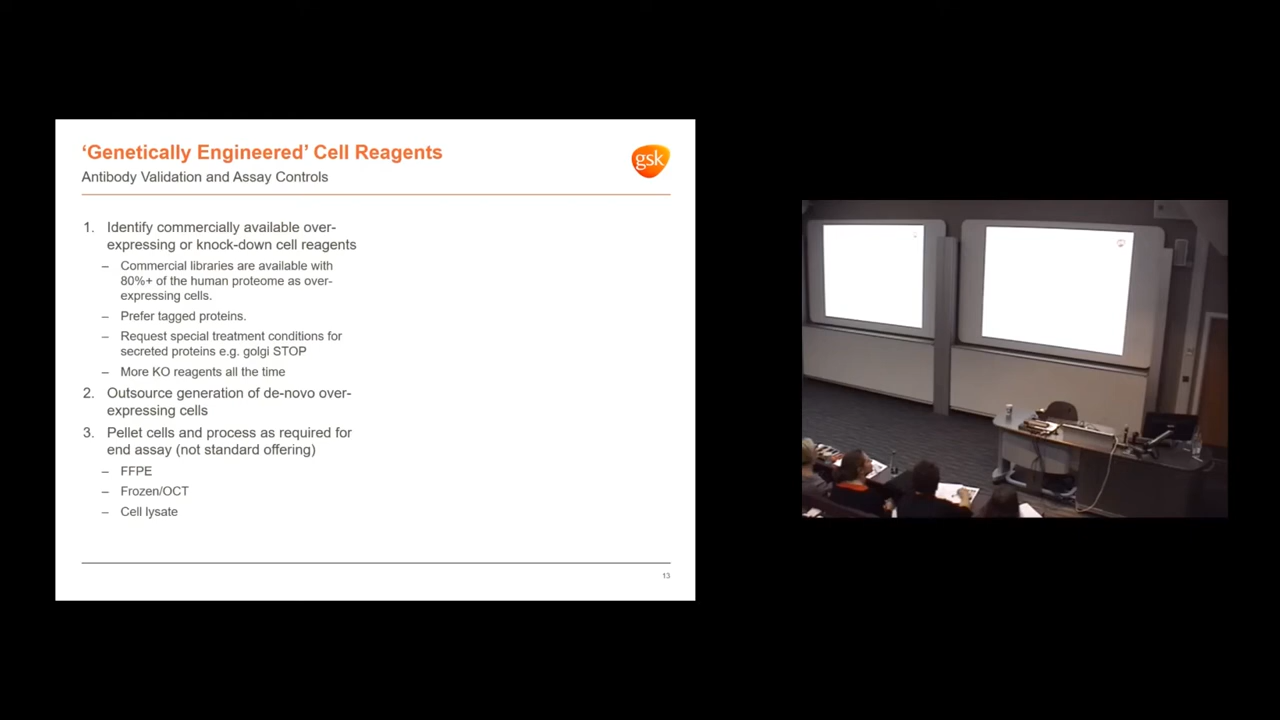 ‘Genetically Engineered’ Cell Reagents
gsk
Antibody Validation and Assay Controls
1. Identify commercially available over-
expressing or knock-down cell reagents
– Commercial libraries are available with
80%+ of the human proteome as over-
expressing cells.
– Prefer tagged proteins.
– Request special treatment conditions for
secreted proteins e.g. golgi STOP
– More KO reagents all the time
2. Outsource generation of de-novo over-
expressing cells
3. Pellet cells and process as required for
end assay (not standard offering)
– FFPE
– Frozen/OCT
– Cell lysate
13